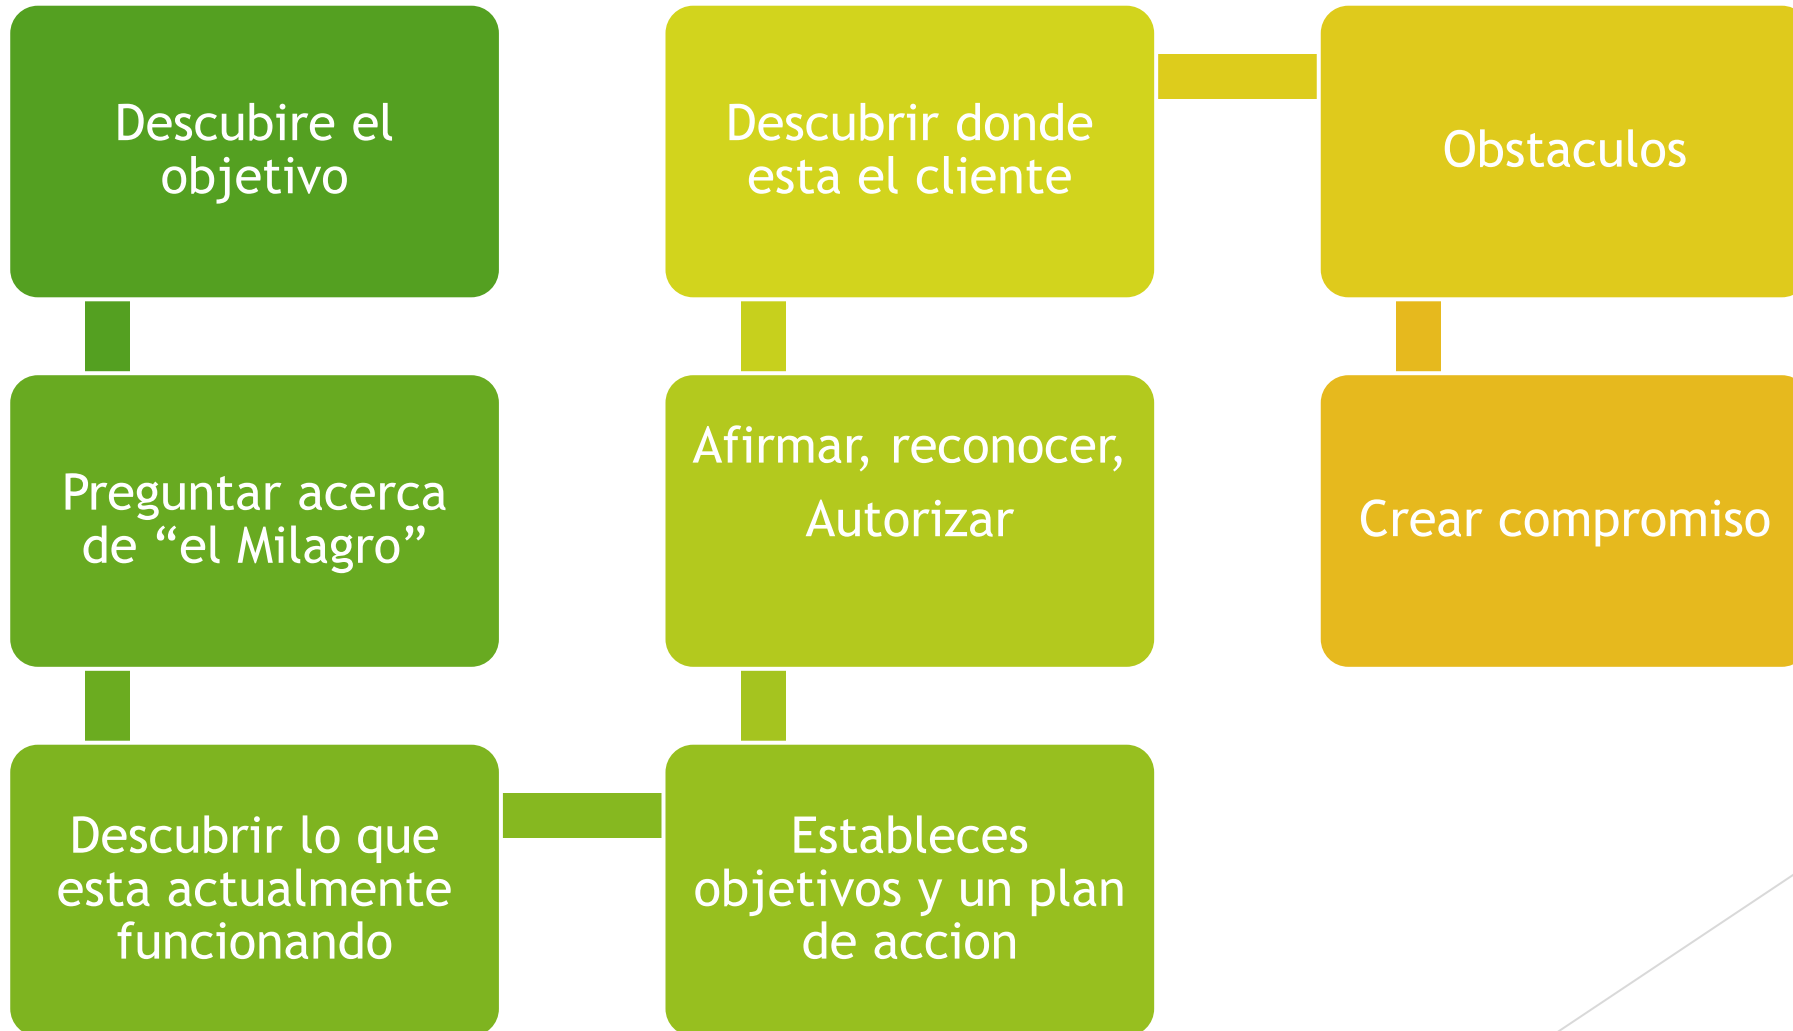 Descubire el
objetivo
Preguntar acerca
de “el Milagro”
Descubrir lo que
esta actualmente
funcionando
Estableces
objetivos y un plan
de accion
Afirmar, reconocer,
Autorizar
Descubrir donde
esta el cliente
Obstaculos
Crear compromiso